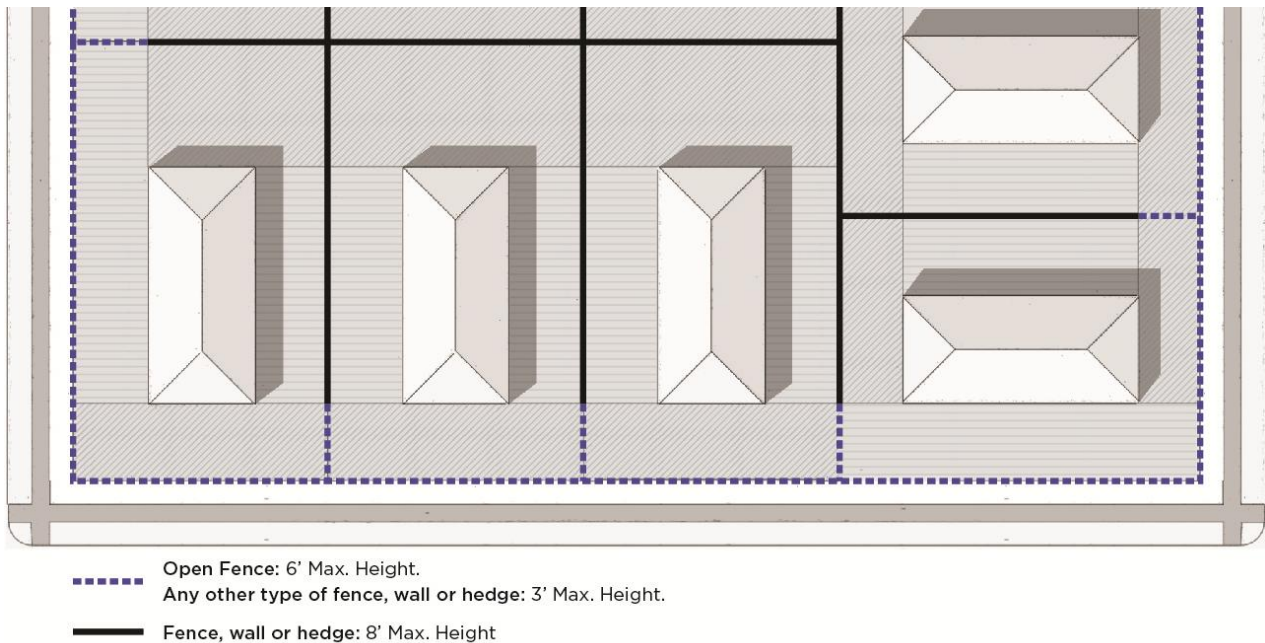 Open Fence: 6’ Max. Height.
Any other type of fence, wall or hedge: 3’ Max. Height.
Fence, wall or hedge: 8’ Max. Height